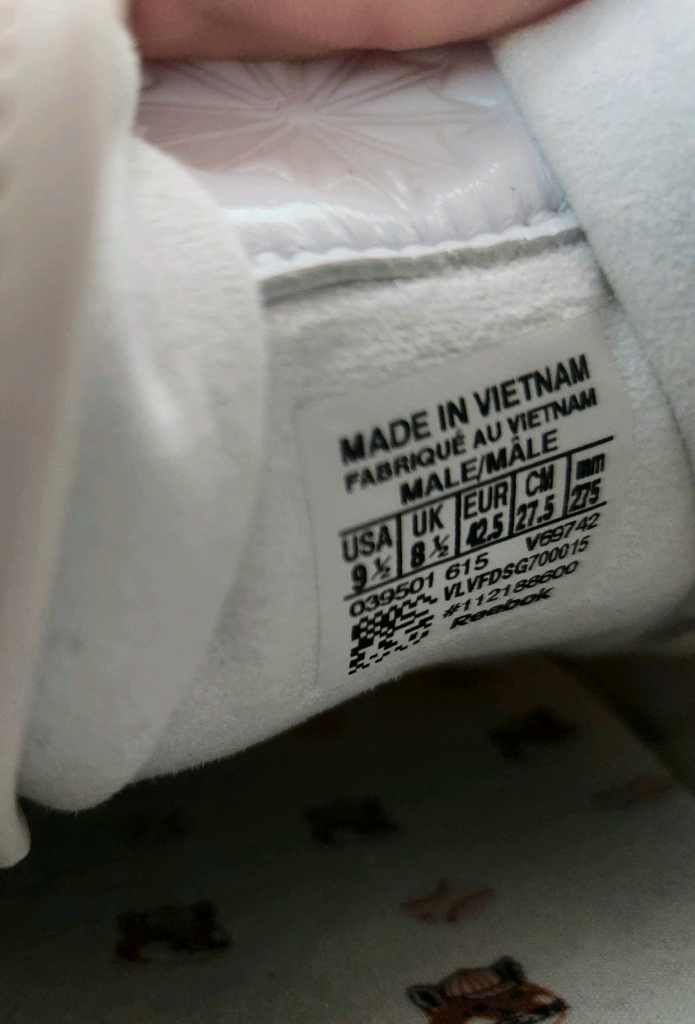 MADE IN VIETNAM
FABRIQUÉ AU VIETNAM
MALE/MÂLE
USA UK EUR CM mm
9 ½ 8 ½ 42.5 27.5 275
039501 615 V69742
VLVFDSG700015
#112188600
Reebok